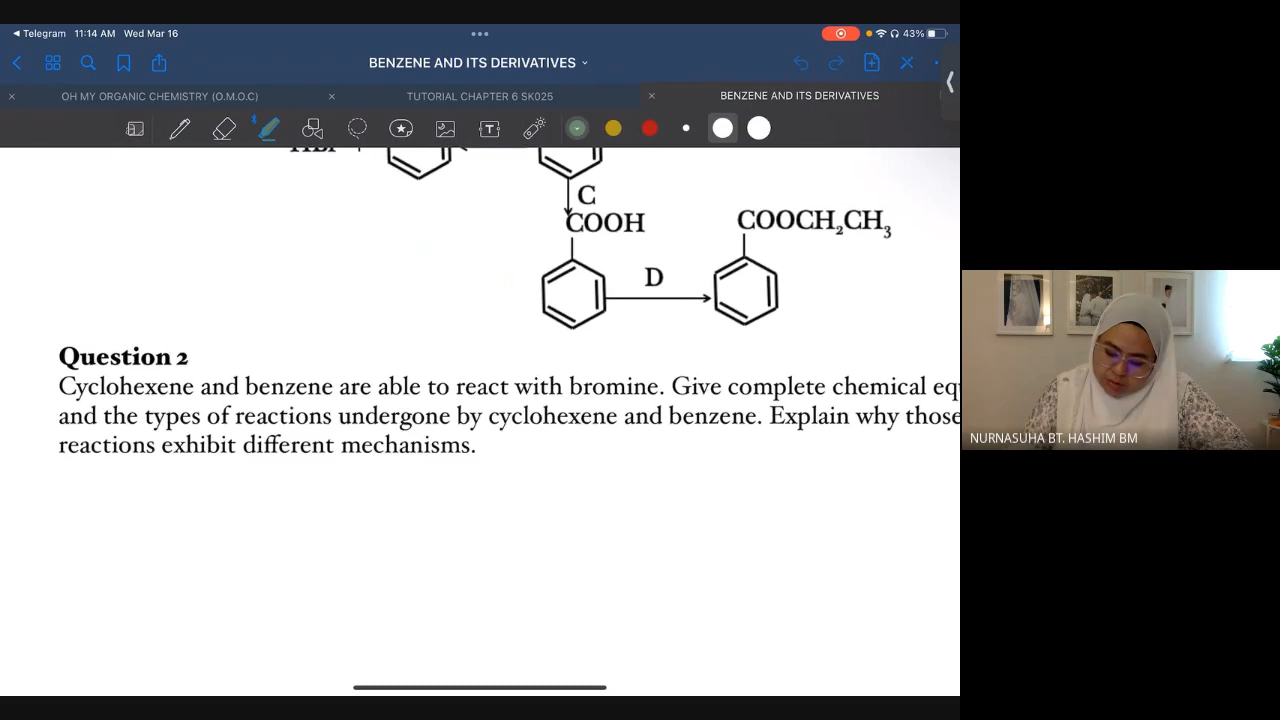 Telegram 11:14 AM Wed Mar 16 43%
BENZENE AND ITS DERIVATIVES
OH MY ORGANIC CHEMISTRY (O.M.O.C) TUTORIAL CHAPTER 6 SK025 BENZENE AND ITS DERIVATIVES
C
COOH COOCH₂CH₃
D
Question 2
Cyclohexene and benzene are able to react with bromine. Give complete chemical eq
and the types of reactions undergone by cyclohexene and benzene. Explain why those
reactions exhibit different mechanisms.
NURNASUHA BT. HASHIM BM